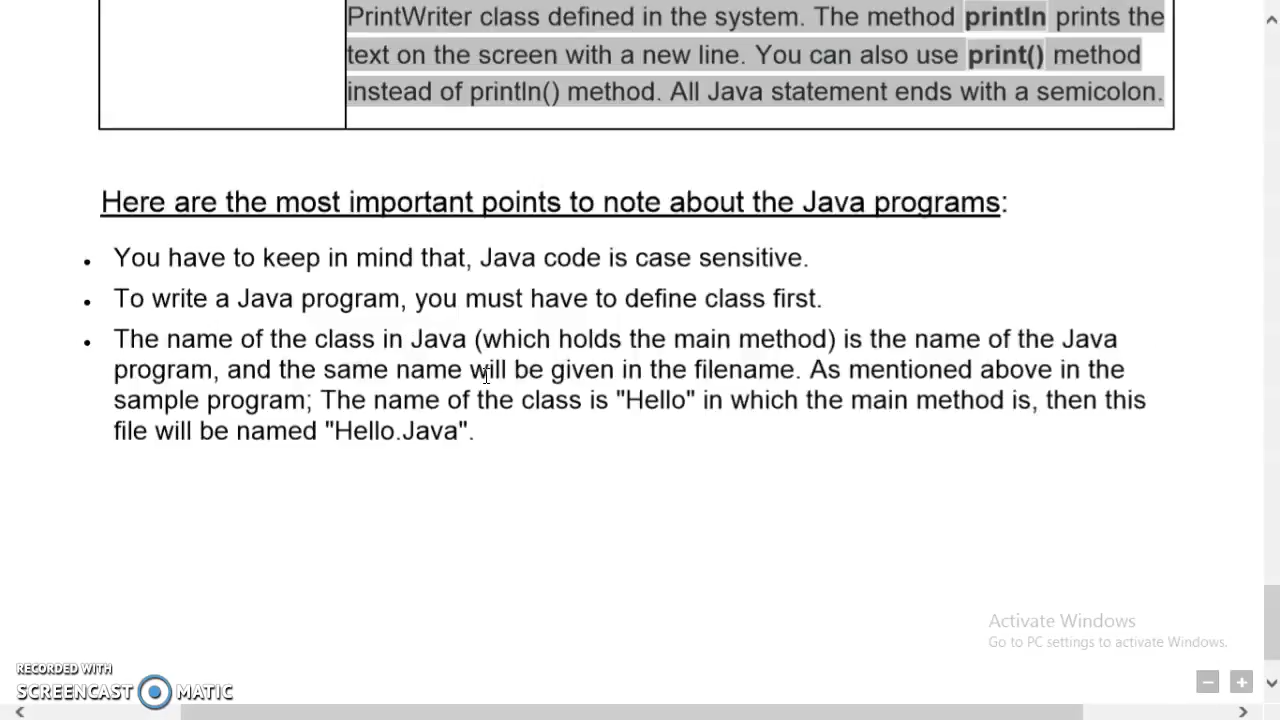 PrintWriter class defined in the system. The method println prints the
text on the screen with a new line. You can also use print() method
instead of println() method. All Java statement ends with a semicolon.
Here are the most important points to note about the Java programs:
• You have to keep in mind that, Java code is case sensitive.
• To write a Java program, you must have to define class first.
• The name of the class in Java (which holds the main method) is the name of the Java
program, and the same name will be given in the filename. As mentioned above in the
sample program; The name of the class is "Hello" in which the main method is, then this
file will be named "Hello.Java".
Activate Windows
Go to PC settings to activate Windows.
RECORDED WITH
SCREENCAST MATIC